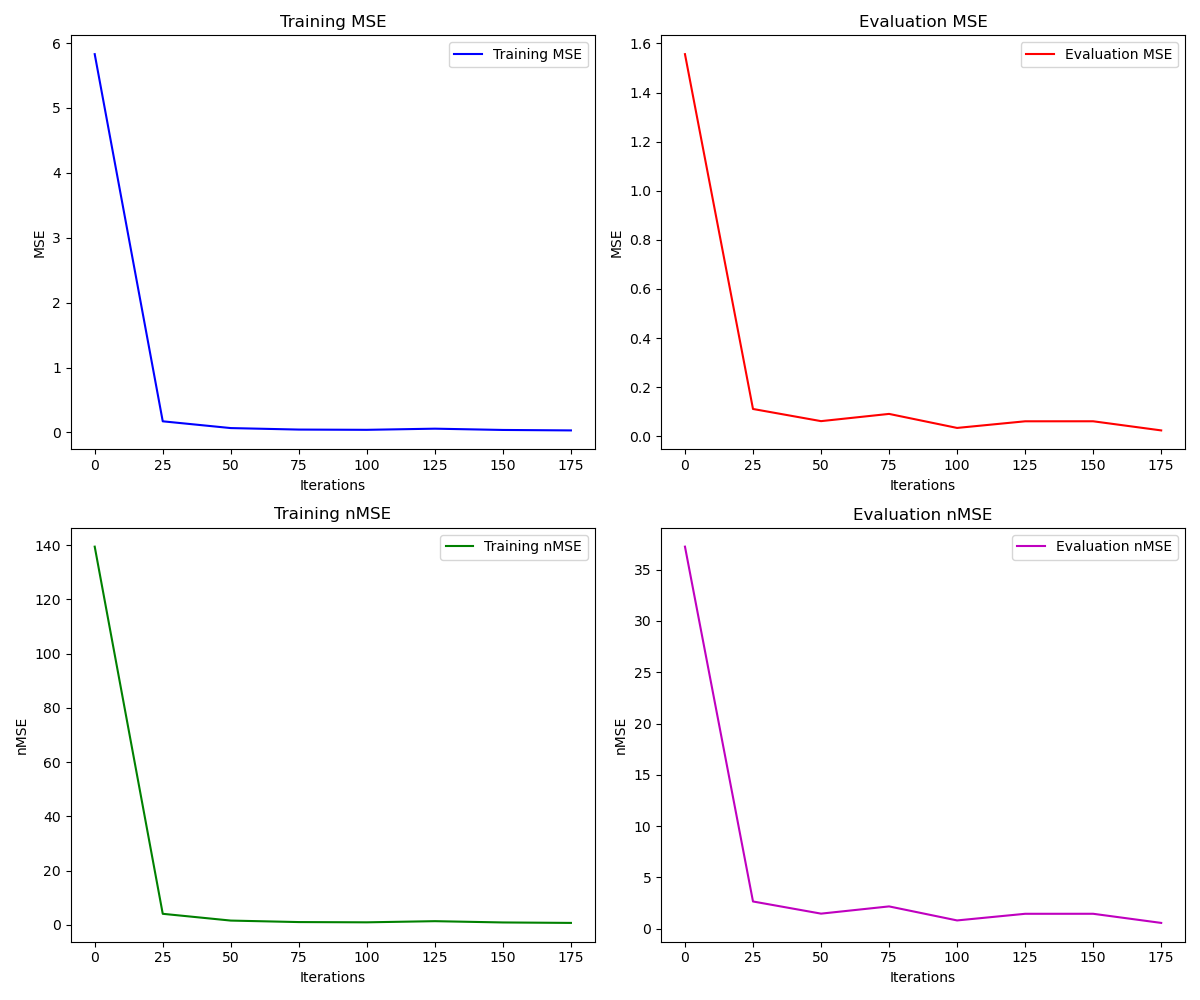 Training MSE
Training MSE
6
5
4
3
2
1
0
MSE
0 25 50 75 100 125 150 175
Iterations
Evaluation MSE
Evaluation MSE
1.6
1.4
1.2
1.0
0.8
0.6
0.4
0.2
0.0
MSE
0 25 50 75 100 125 150 175
Iterations
Training nMSE
Training nMSE
140
120
100
80
60
40
20
0
nMSE
0 25 50 75 100 125 150 175
Iterations
Evaluation nMSE
Evaluation nMSE
35
30
25
20
15
10
5
0
nMSE
0 25 50 75 100 125 150 175
Iterations